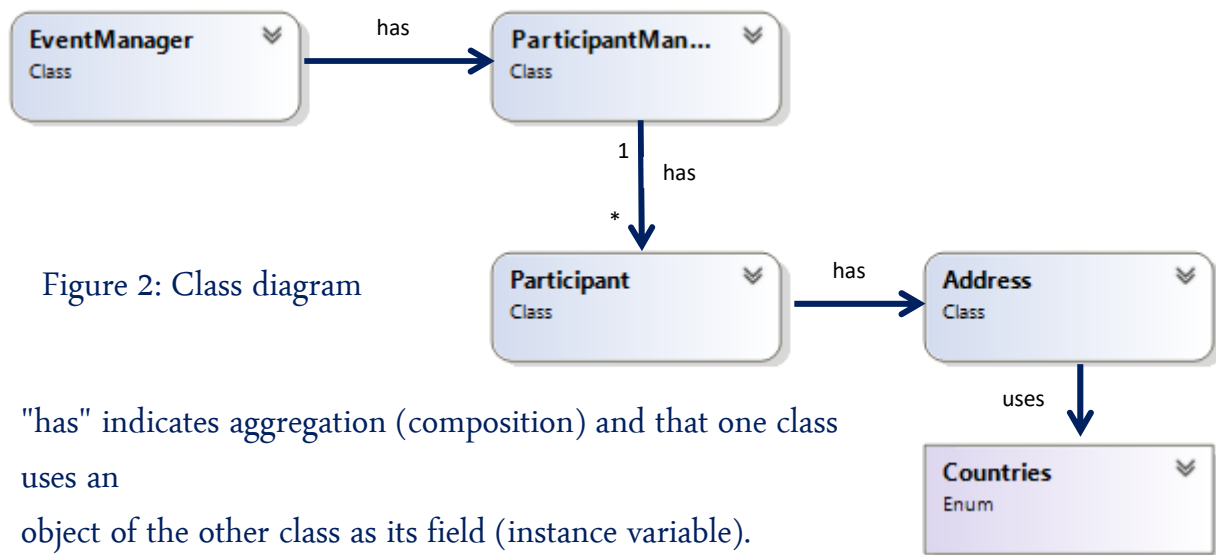 EventManager
Class
has
ParticipantMan...
Class
1
has
*
Figure 2: Class diagram
Participant
Class
has
Address
Class
uses
"has" indicates aggregation (composition) and that one class
uses an
object of the other class as its field (instance variable).
Countries
Enum